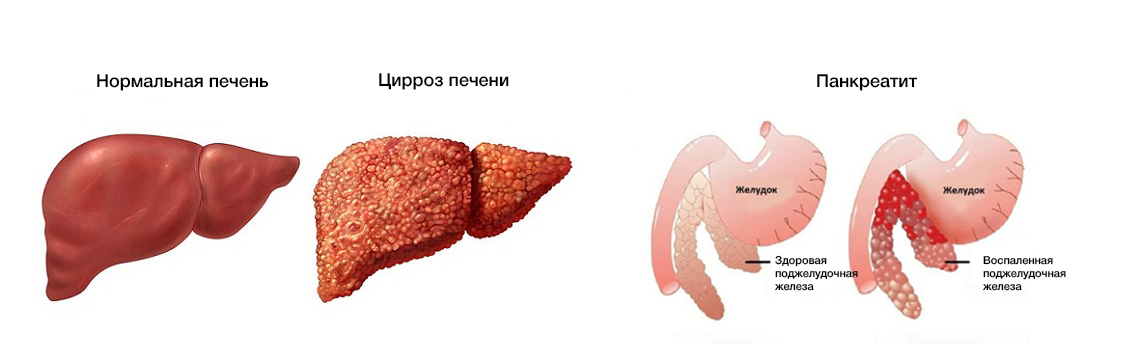 Нормальная печень
Цирроз печени
Панкреатит
Желудок
Желудок
Здоровая
поджелудочная
железа
Воспаленная
поджелудочная
железа